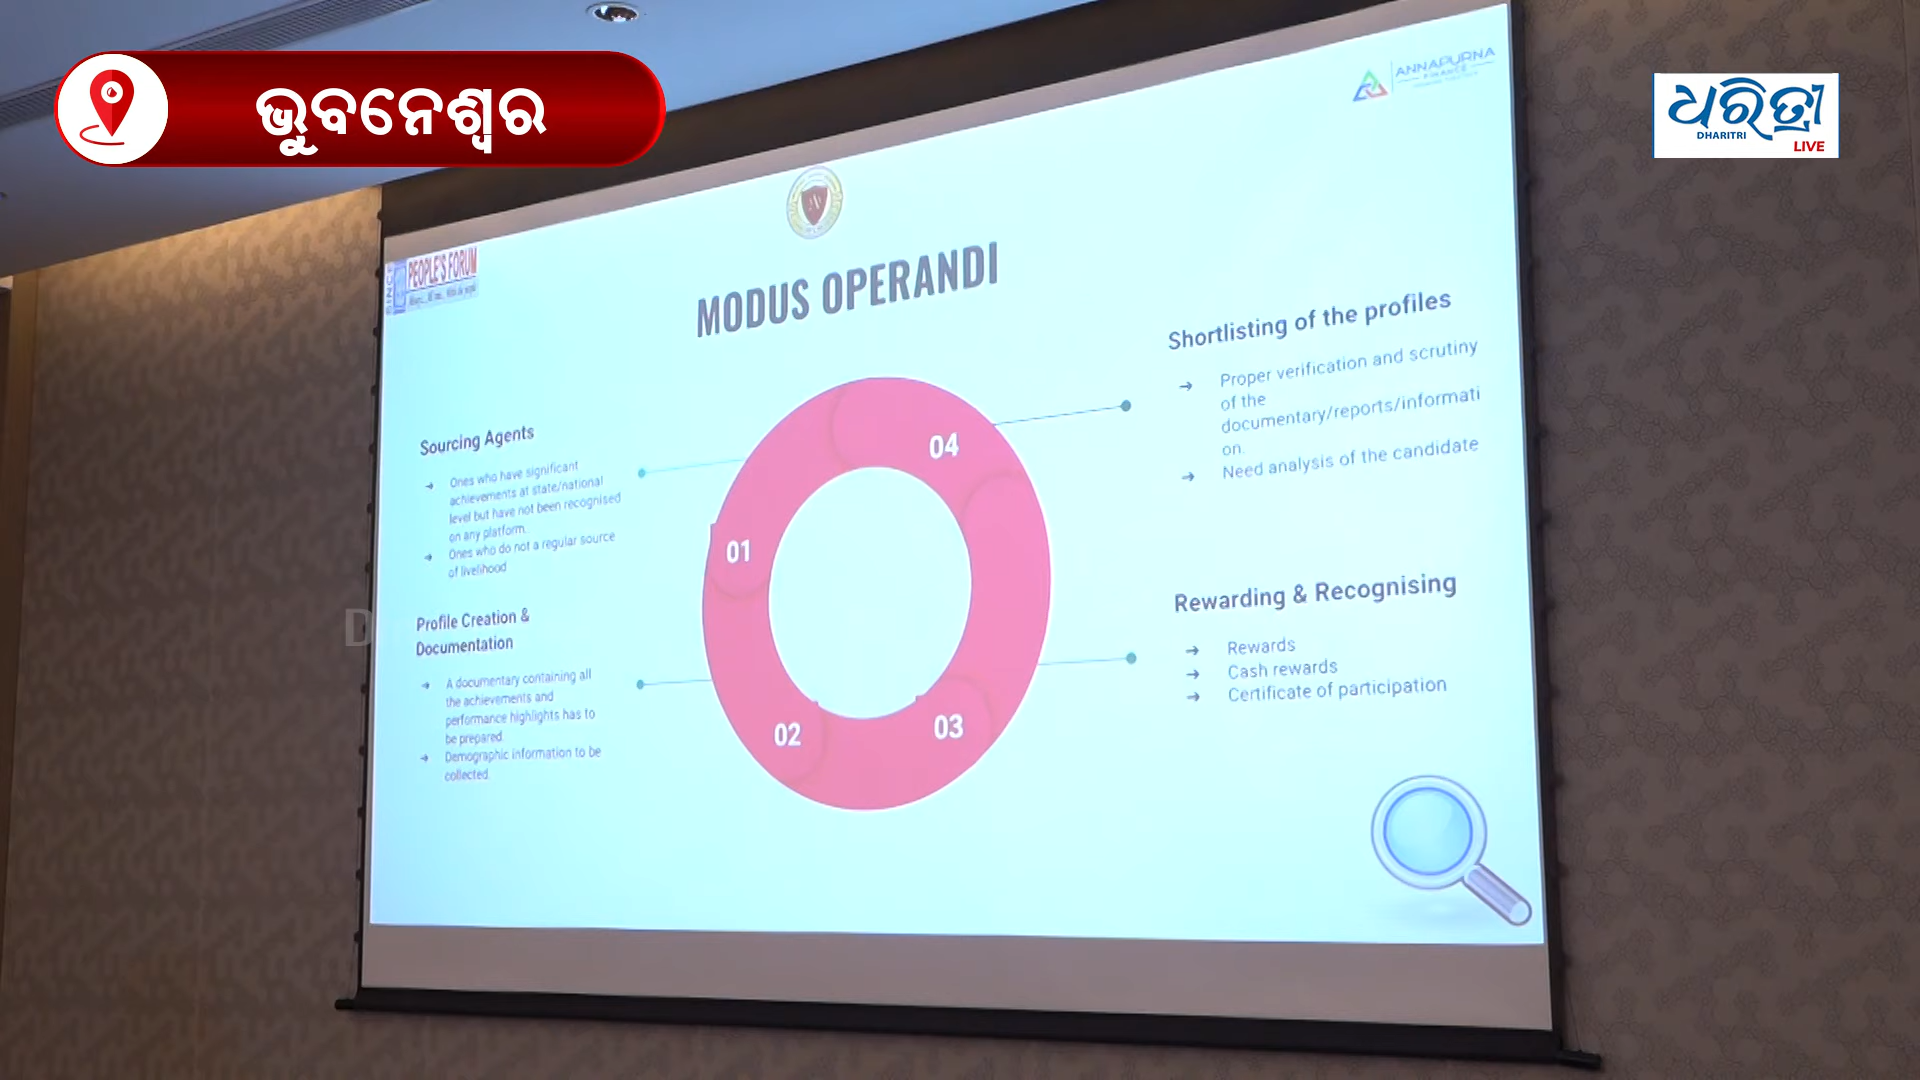 ଭୁବନେଶ୍ୱର
ଧରିତ୍ରୀ
DHARITRI
LIVE
ANNAPURNA
FINANCE
PEOPLE'S FORUM
MODUS OPERANDI
Sourcing Agents
➔ Ones who have significant
achievements at state/national
level but have not been recognised
on any platform.
➔ Ones who do not a regular source
of livelihood
Profile Creation &
Documentation
➔ A documentary containing all
the achievements and
performance highlights has to
be prepared.
➔ Demographic information to be
collected.
01
02
03
04
Shortlisting of the profiles
➔ Proper verification and scrutiny
of the
documentary/reports/informati
on.
➔ Need analysis of the candidate
Rewarding & Recognising
➔ Rewards
➔ Cash rewards
➔ Certificate of participation